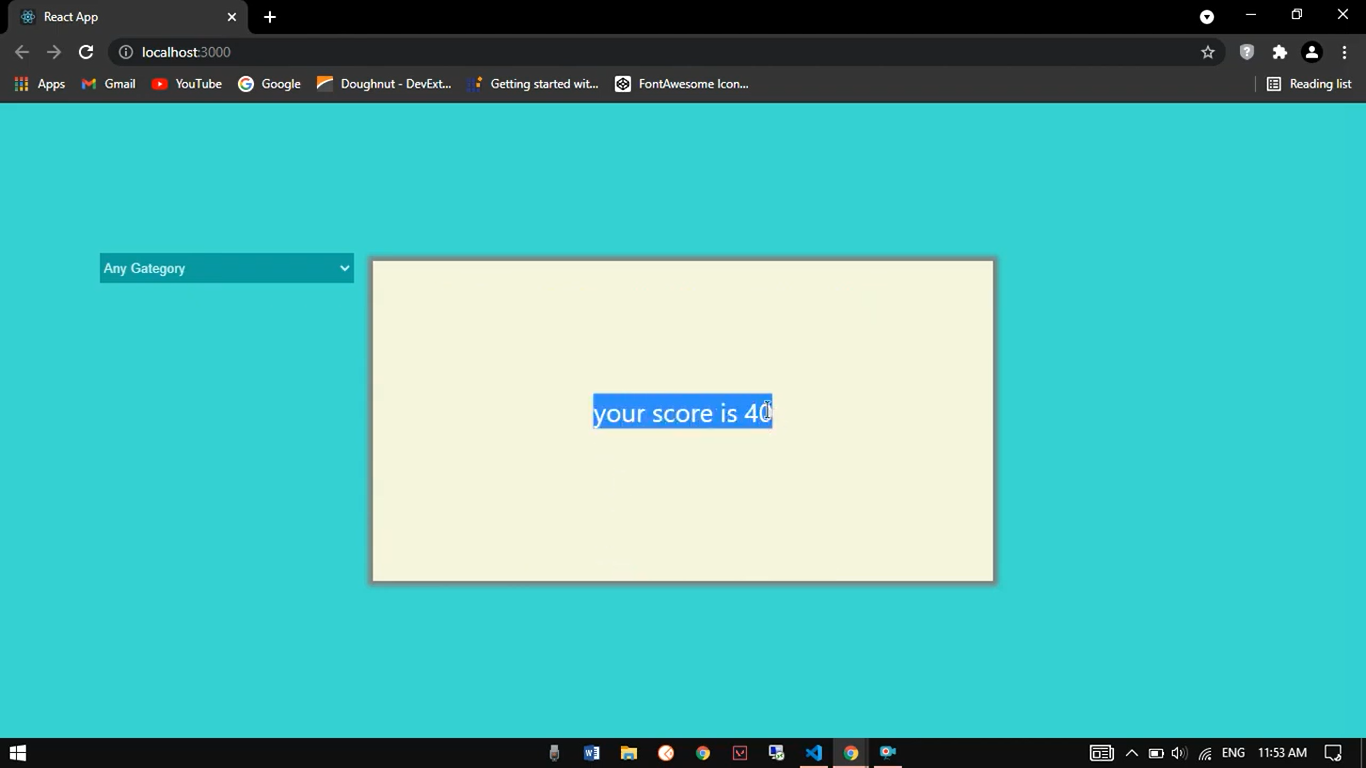 React App
localhost:3000
Apps
Gmail
YouTube
Google
Doughnut - DevExt...
Getting started wit...
FontAwesome Icon...
Reading list
Any Gategory
your score is 40
ENG
11:53 AM